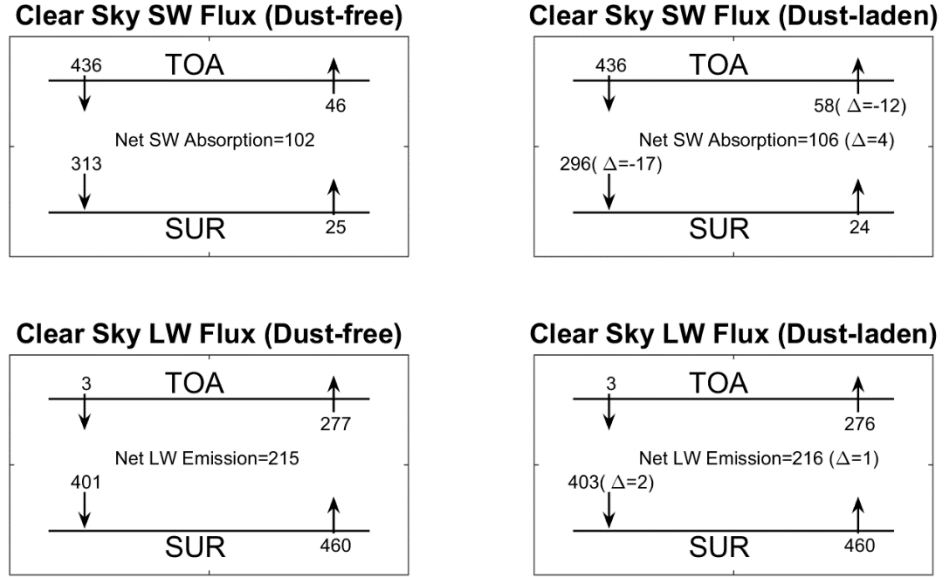 Clear Sky SW Flux (Dust-free)
436 TOA
46
Net SW Absorption=102
313
SUR 25
Clear Sky SW Flux (Dust-laden)
436 TOA
58( Δ=-12)
Net SW Absorption=106 (Δ=4)
296( Δ=-17)
SUR 24
Clear Sky LW Flux (Dust-free)
3 TOA
277
Net LW Emission=215
401
SUR 460
Clear Sky LW Flux (Dust-laden)
3 TOA
276
Net LW Emission=216 (Δ=1)
403( Δ=2)
SUR 460